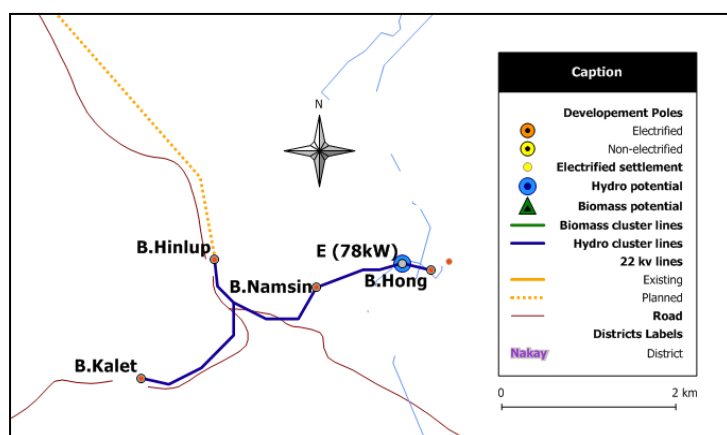 N
B.Hinlup
E (78kW)
B.Namsin
B.Hong
B.Kalet
Caption
Developement Poles
Electrified
Non-electrified
Electrified settlement
Hydro potential
Biomass potential
Biomass cluster lines
Hydro cluster lines
22 kv lines
Existing
Planned
Road
Districts Labels
Nakay District
0 2 km